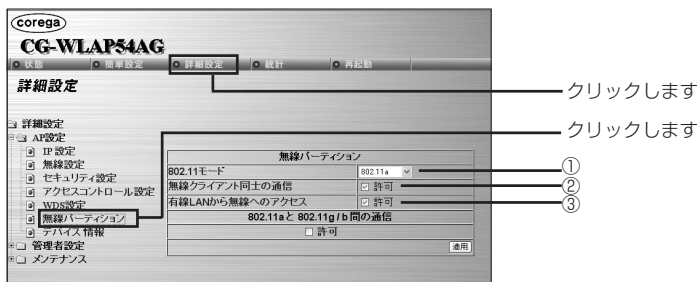 corega
CG-WLAP54AG
状態 簡単設定 詳細設定 統計 再起動
詳細設定
クリックします
詳細設定
クリックします
AP設定
IP 設定
無線設定
セキュリティ設定
アクセスコントロール設定
WDS設定
無線パーティション
デバイス情報
管理者設定
メンテナンス
無線パーティション
802.11モード 802.11a ①
無線クライアント同士の通信 許可 ②
有線LANから無線へのアクセス 許可 ③
802.11aと 802.11g / b 間の通信
許可
適用